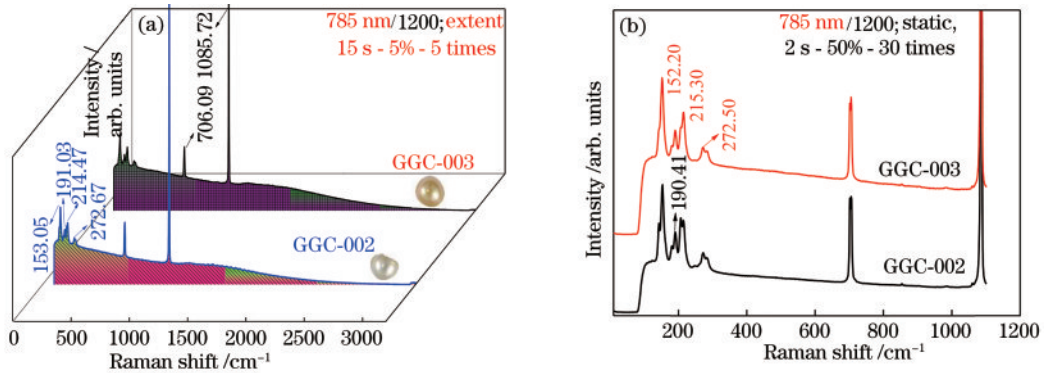 (a)
785 nm/1200; extent
15 s - 5% - 5 times
Intensity
arb. units
706.09
1085.72
GGC-003
153.05
191.03
214.47
272.67
GGC-002
0
500
1000
1500
2000
2500
3000
Raman shift /cm⁻¹
(b)
785 nm/1200; static,
2 s - 50% - 30 times
Intensity /arb. units
152.20
215.30
272.50
190.41
GGC-003
GGC-002
200
400
600
800
1000
1200
Raman shift /cm⁻¹